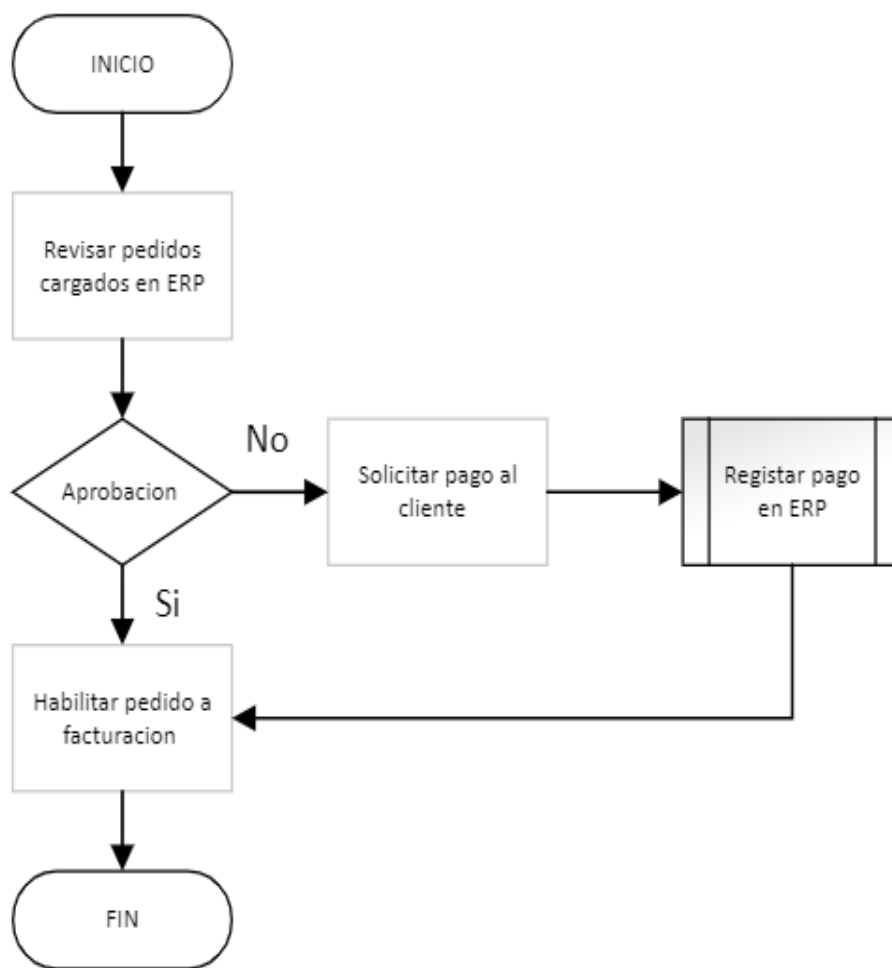 INICIO
Revisar pedidos
cargados en ERP
Aprobacion
No
Solicitar pago al
cliente
Registar pago
en ERP
Si
Habilitar pedido a
facturacion
FIN